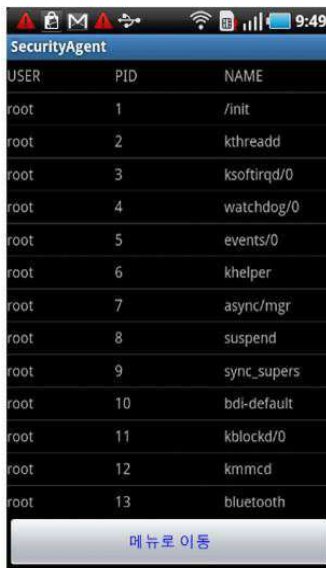 9:49
SecurityAgent
USER PID NAME
root 1 /init
root 2 kthreadd
root 3 ksoftirqd/0
root 4 watchdog/0
root 5 events/0
root 6 khelper
root 7 async/mgr
root 8 suspend
root 9 sync_supers
root 10 bdi-default
root 11 kblockd/0
root 12 kmmcd
root 13 bluetooth
메뉴로 이동